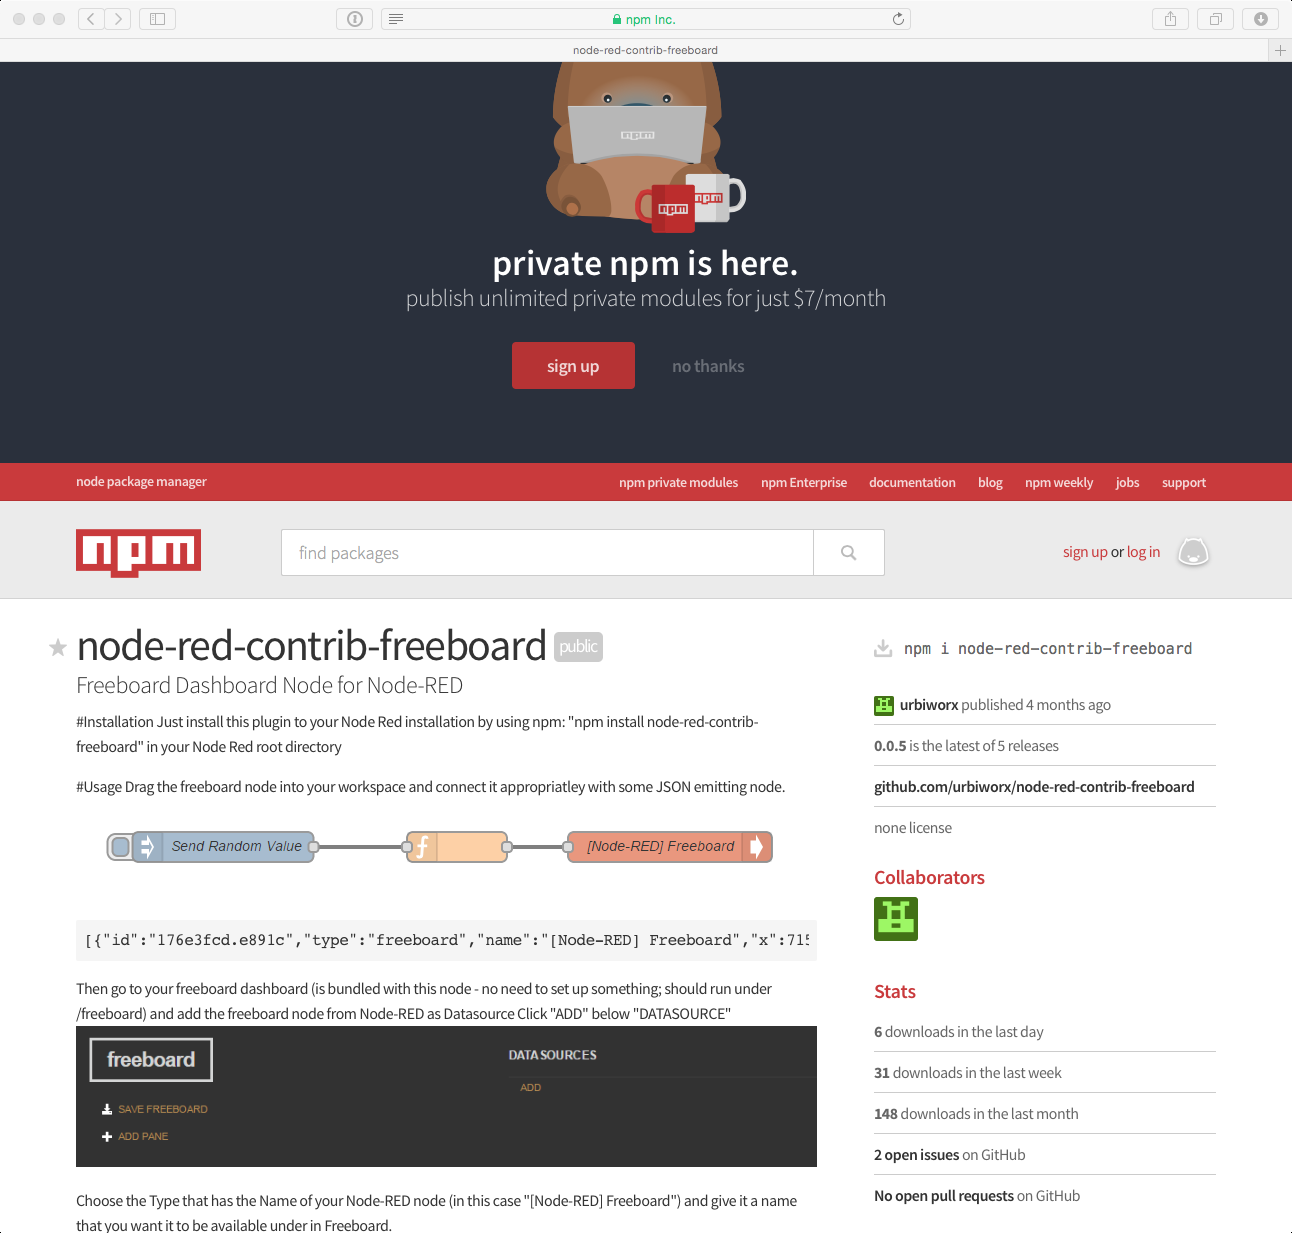 npm Inc.
node-red-contrib-freeboard
npm
npm
npm
private npm is here.
publish unlimited private modules for just $7/month
sign up
no thanks
node package manager
npm private modules
npm Enterprise
documentation
blog
npm weekly
jobs
support
npm
find packages
sign up or log in
node-red-contrib-freeboard public
Freeboard Dashboard Node for Node-RED
#Installation Just install this plugin to your Node Red installation by using npm: "npm install node-red-contrib-
freeboard" in your Node Red root directory
#Usage Drag the freeboard node into your workspace and connect it appropriatley with some JSON emitting node.
Send Random Value
f
[Node-RED] Freeboard
[{"id":"176e3fcd.e891c","type":"freeboard","name":"[Node-RED] Freeboard","x":715
Then go to your freeboard dashboard (is bundled with this node - no need to set up something; should run under
/freeboard) and add the freeboard node from Node-RED as Datasource Click "ADD" below "DATASOURCE"
freeboard
SAVE FREEBOARD
ADD PANE
DATASOURCES
ADD
Choose the Type that has the Name of your Node-RED node (in this case "[Node-RED] Freeboard") and give it a name
that you want it to be available under in Freeboard.
npm i node-red-contrib-freeboard
urbiworx published 4 months ago
0.0.5 is the latest of 5 releases
github.com/urbiworx/node-red-contrib-freeboard
none license
Collaborators
Stats
6 downloads in the last day
31 downloads in the last week
148 downloads in the last month
2 open issues on GitHub
No open pull requests on GitHub